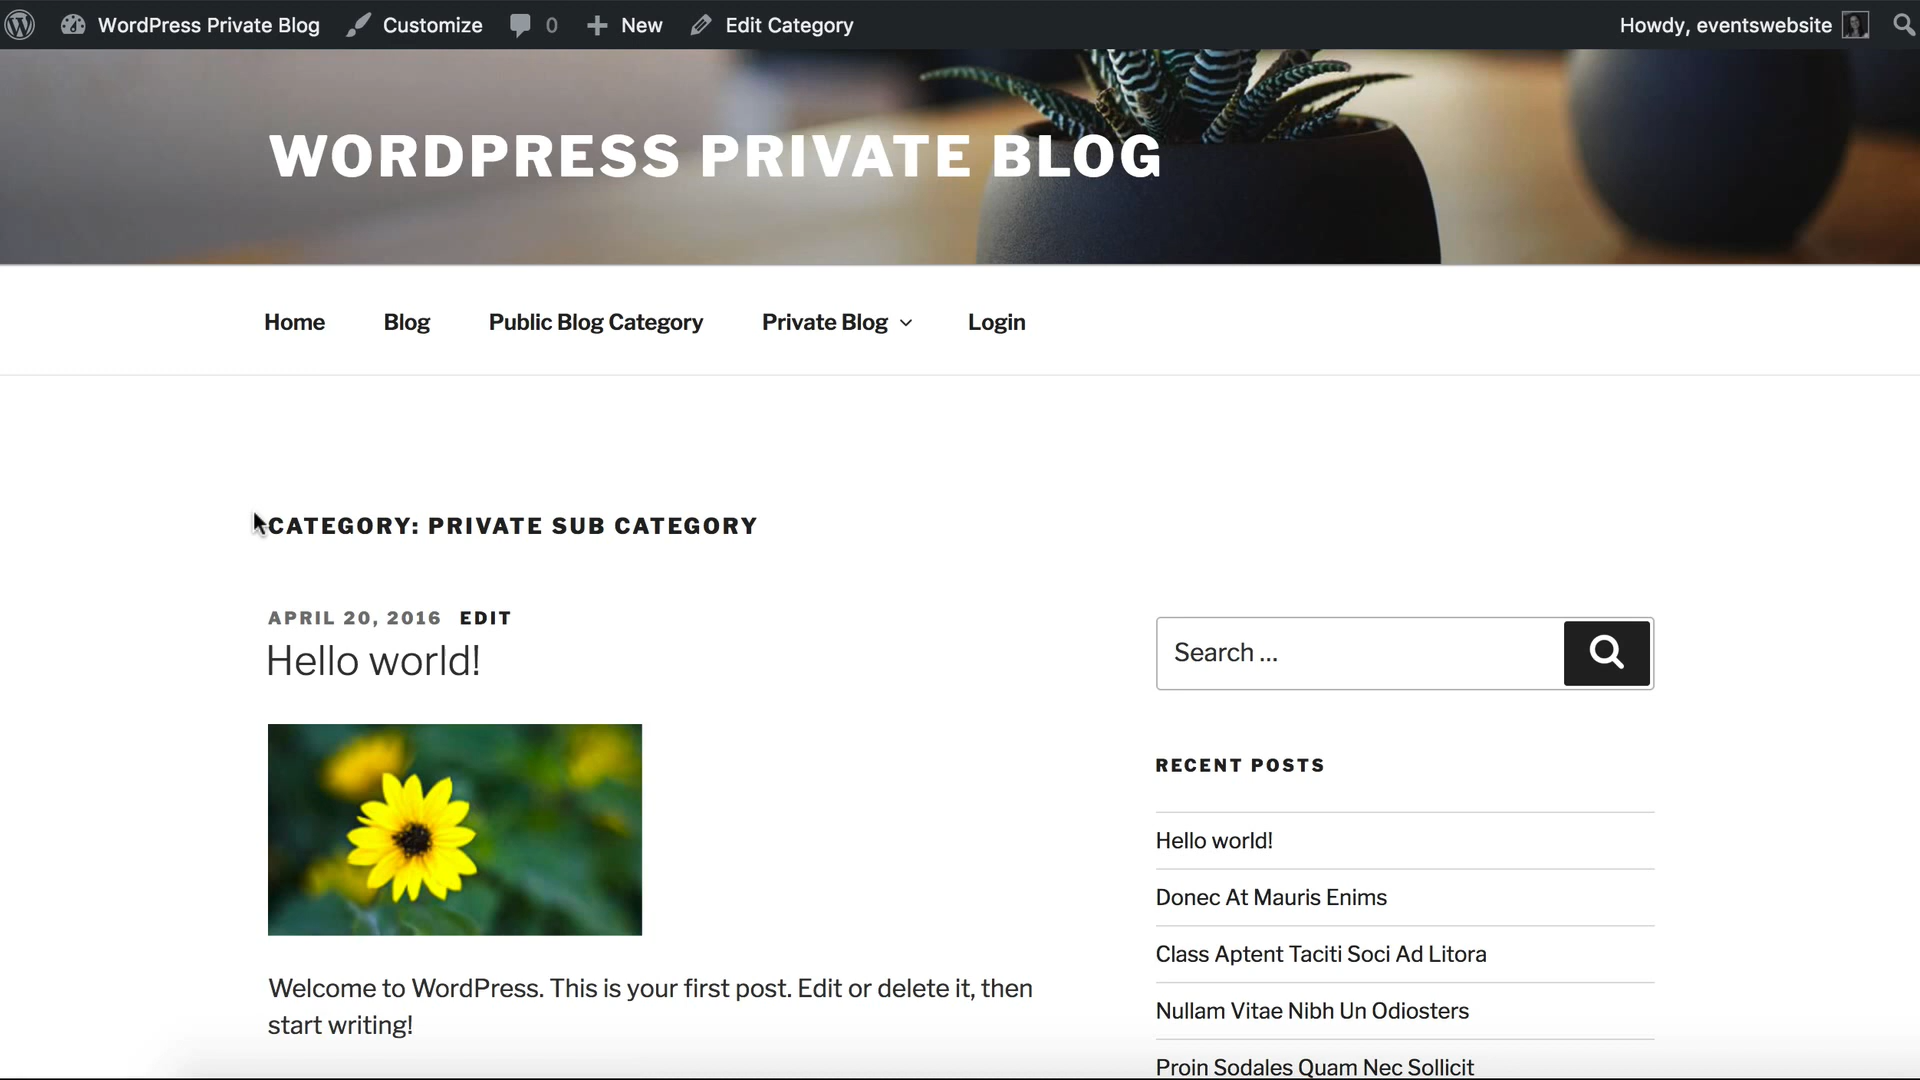 WordPress Private Blog Customize 0 New Edit Category Howdy, eventswebsite
WORDPRESS PRIVATE BLOG
Home Blog Public Blog Category Private Blog Login
CATEGORY: PRIVATE SUB CATEGORY
APRIL 20, 2016 EDIT
Hello world!
Welcome to WordPress. This is your first post. Edit or delete it, then
start writing!
Search ...
RECENT POSTS
Hello world!
Donec At Mauris Enims
Class Aptent Taciti Soci Ad Litora
Nullam Vitae Nibh Un Odiosters
Proin Sodales Quam Nec Sollicit